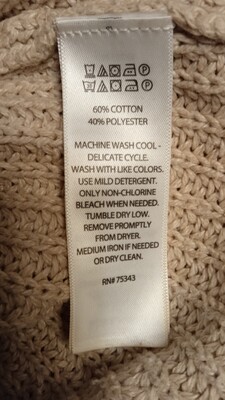 60% COTTON
40% POLYESTER
MACHINE WASH COOL -
DELICATE CYCLE.
WASH WITH LIKE COLORS.
USE MILD DETERGENT.
ONLY NON-CHLORINE
BLEACH WHEN NEEDED.
TUMBLE DRY LOW.
REMOVE PROMPTLY
FROM DRYER.
MEDIUM IRON IF NEEDED
OR DRY CLEAN.
RN# 75343